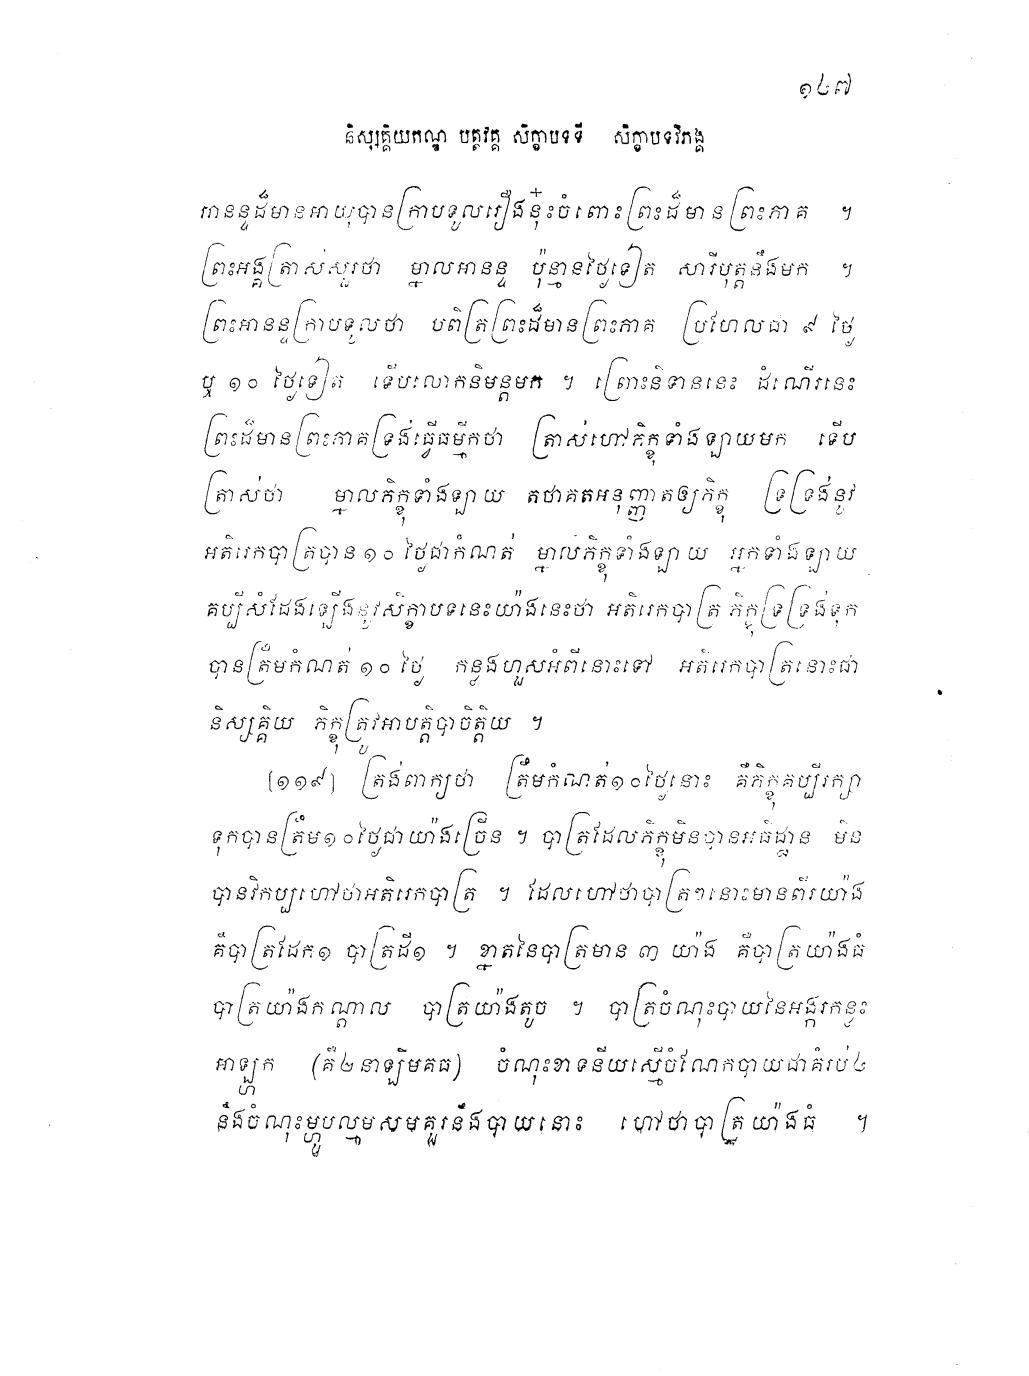 ១៤៧
និស្សគ្គិយកណ្ឌ បត្តវគ្គ សិក្ខាបទទី សិក្ខាបទវិភង្គ
អានន្ទដ៏មានអាយុបានក្រាបទូលរឿងនុ៎ះចំពោះព្រះដ៏មានព្រះភាគ ។
ព្រះអង្គត្រាស់សួរថា ម្នាលអានន្ទ ប៉ុន្មានថ្ងៃទៀត សារីបុត្តនឹងមក ។
ព្រះអានន្ទក្រាបទូលថា បពិត្រព្រះដ៏មានព្រះភាគ ប្រហែលជា ៩ ថ្ងៃ
ឬ ១០ ថ្ងៃទៀត ទើបលោកនិមន្តមក ។ ព្រោះនិទាននេះ ដំណើរនេះ
ព្រះដ៏មានព្រះភាគទ្រង់ធ្វើធម្មីកថា ត្រាស់ហៅភិក្ខុទាំងឡាយមក ទើប
ត្រាស់ថា ម្នាលភិក្ខុទាំងឡាយ តថាគតអនុញ្ញាតឲ្យភិក្ខុ ទ្រទ្រង់នូវ
អតិរេកបាត្របាន ១០ ថ្ងៃជាកំណត់ ម្នាលភិក្ខុទាំងឡាយ អ្នកទាំងឡាយ
គប្បីសំដែងឡើងនូវសិក្ខាបទនេះយ៉ាងនេះថា អតិរេកបាត្រ ភិក្ខុទ្រទ្រង់ទុក
បានត្រឹមកំណត់ ១០ ថ្ងៃ កន្លងហួសអំពីនោះទៅ អតិរេកបាត្រនោះជា
និស្សគ្គិយ ភិក្ខុត្រូវអាបត្តិបាចិត្តិយ ។
(១១៩) ត្រង់ពាក្យថា ត្រឹមកំណត់១០ថ្ងៃនោះ គឺភិក្ខុគប្បីរក្សា
ទុកបានត្រឹម១០ថ្ងៃជាយ៉ាងច្រើន ។ បាត្រដែលភិក្ខុមិនបានអធិដ្ឋាន មិន
បានវិកប្បហៅថាអតិរេកបាត្រ ។ ដែលហៅថាបាត្រៗនោះមានពីរយ៉ាង
គឺបាត្រដែក១ បាត្រដី១ ។ ខ្នាតនៃបាត្រមាន ៣ យ៉ាង គឺបាត្រយ៉ាងធំ
បាត្រយ៉ាងកណ្តាល បាត្រយ៉ាងតូច ។ បាត្រចំណុះបាយនៃអង្ករកន្លះ
អាឡ្ហក (គឺ២នាឡិមគធ) ចំណុះខាទនីយស្មើចំណែកបាយជាគំរប់៤
នឹងចំណុះម្ហូបល្មមសមគួរនឹងបាយនោះ ហៅថាបាត្រយ៉ាងធំ ។